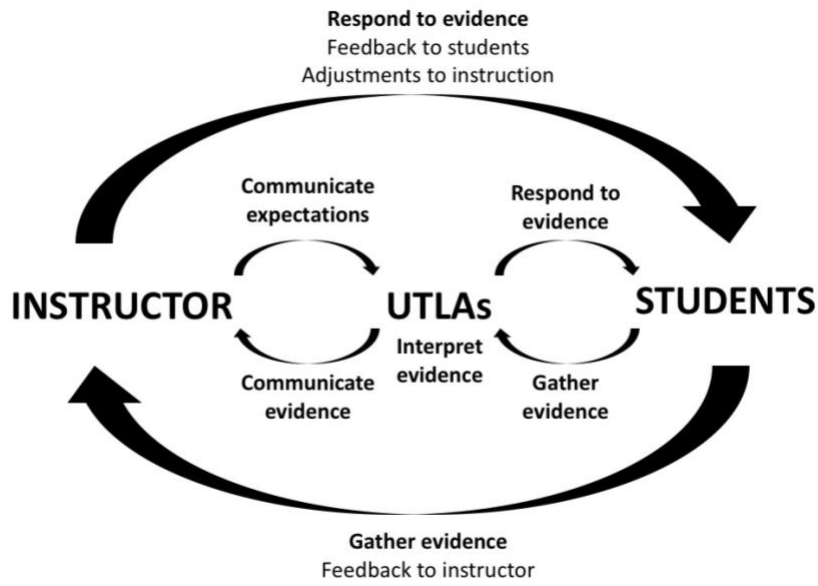 Respond to evidence
Feedback to students
Adjustments to instruction
Communicate
expectations
Respond to
evidence
INSTRUCTOR
UTLAs
STUDENTS
Interpret
evidence
Communicate
evidence
Gather
evidence
Gather evidence
Feedback to instructor